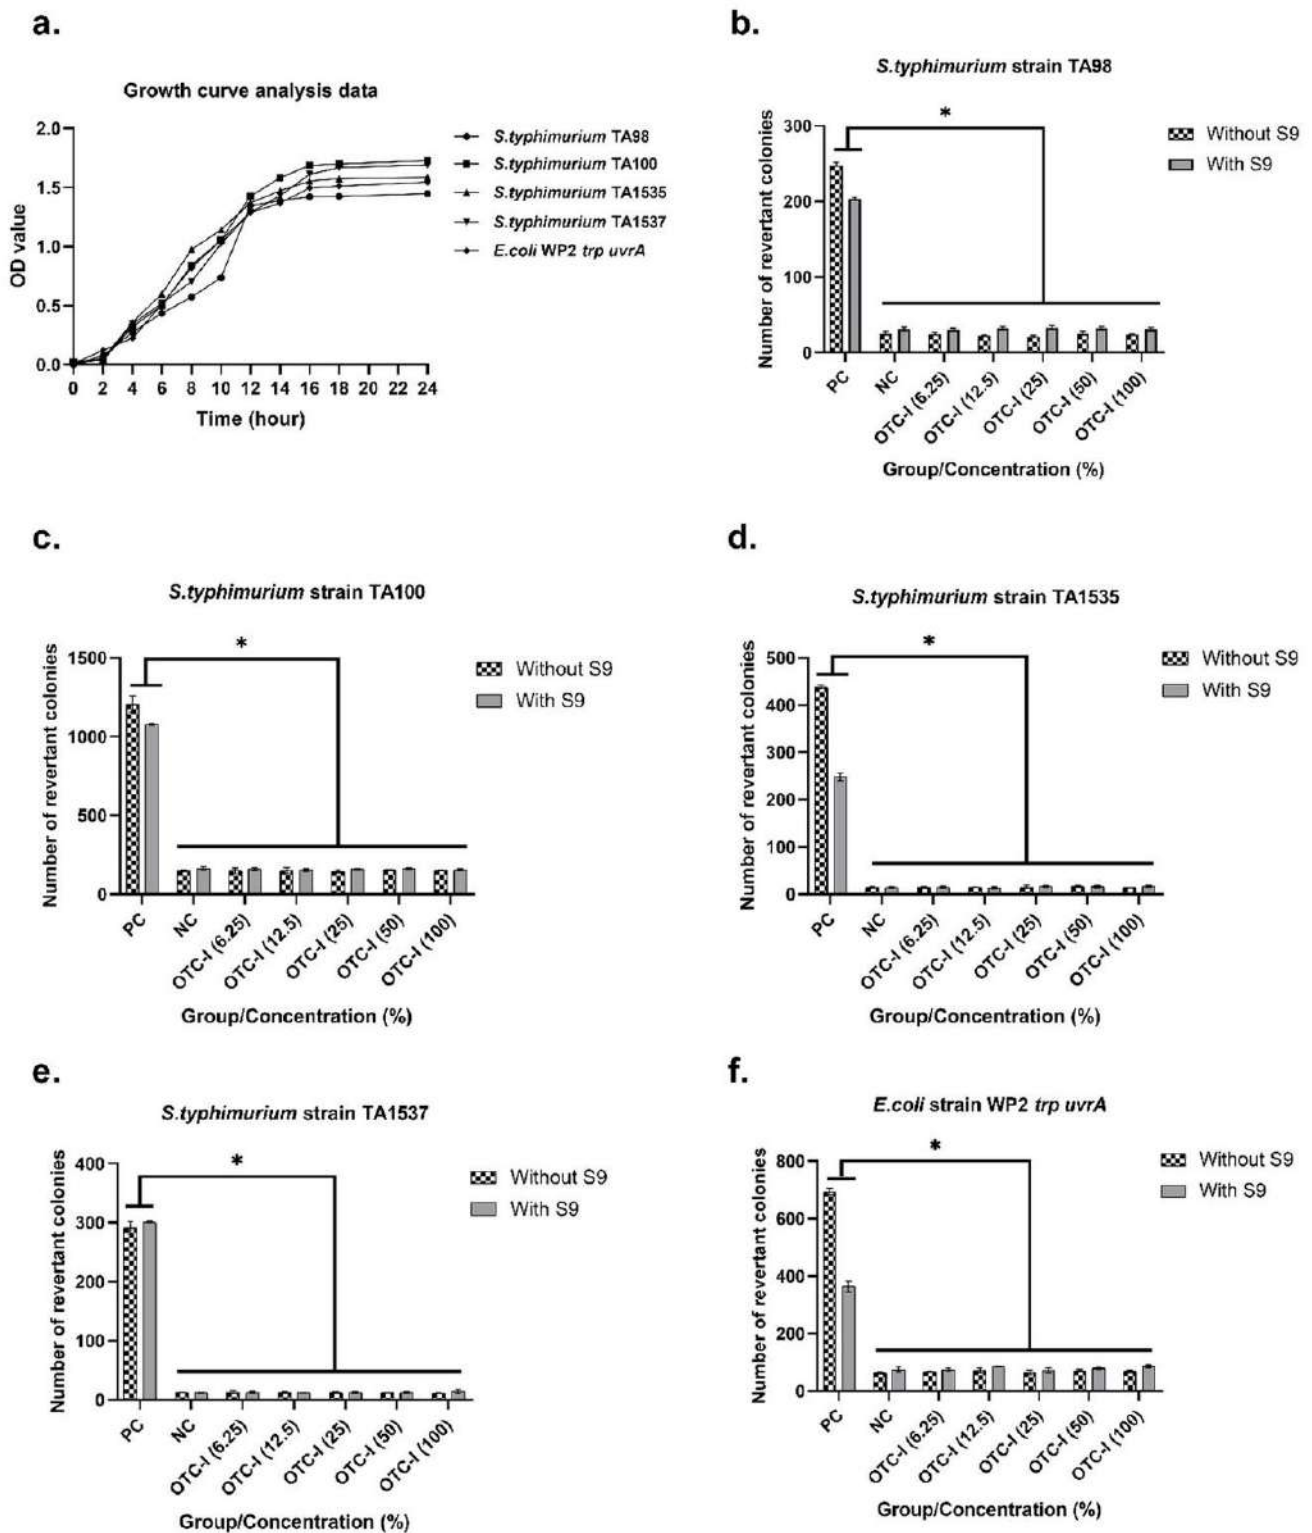 a.
Growth curve analysis data
2.0
1.5
1.0
0.5
0.0
OD value
0 2 4 6 8 10 12 14 16 18 20 22 24
Time (hour)
S.typhimurium TA98
S.typhimurium TA100
S.typhimurium TA1535
S.typhimurium TA1537
E.coli WP2 trp uvrA
b.
S.typhimurium strain TA98
*
300
200
100
0
Number of revertant colonies
Without S9
With S9
PC
NC
OTC-I (6.25)
OTC-I (12.5)
OTC-I (25)
OTC-I (50)
OTC-I (100)
Group/Concentration (%)
c.
S.typhimurium strain TA100
*
1500
1000
500
0
Number of revertant colonies
Without S9
With S9
PC
NC
OTC-I (6.25)
OTC-I (12.5)
OTC-I (25)
OTC-I (50)
OTC-I (100)
Group/Concentration (%)
d.
S.typhimurium strain TA1535
*
500
400
300
200
100
0
Number of revertant colonies
Without S9
With S9
PC
NC
OTC-I (6.25)
OTC-I (12.5)
OTC-I (25)
OTC-I (50)
OTC-I (100)
Group/Concentration (%)
e.
S.typhimurium strain TA1537
*
400
300
200
100
0
Number of revertant colonies
Without S9
With S9
PC
NC
OTC-I (6.25)
OTC-I (12.5)
OTC-I (25)
OTC-I (50)
OTC-I (100)
Group/Concentration (%)
f.
E.coli strain WP2 trp uvrA
*
800
600
400
200
0
Number of revertant colonies
Without S9
With S9
PC
NC
OTC-I (6.25)
OTC-I (12.5)
OTC-I (25)
OTC-I (50)
OTC-I (100)
Group/Concentration (%)